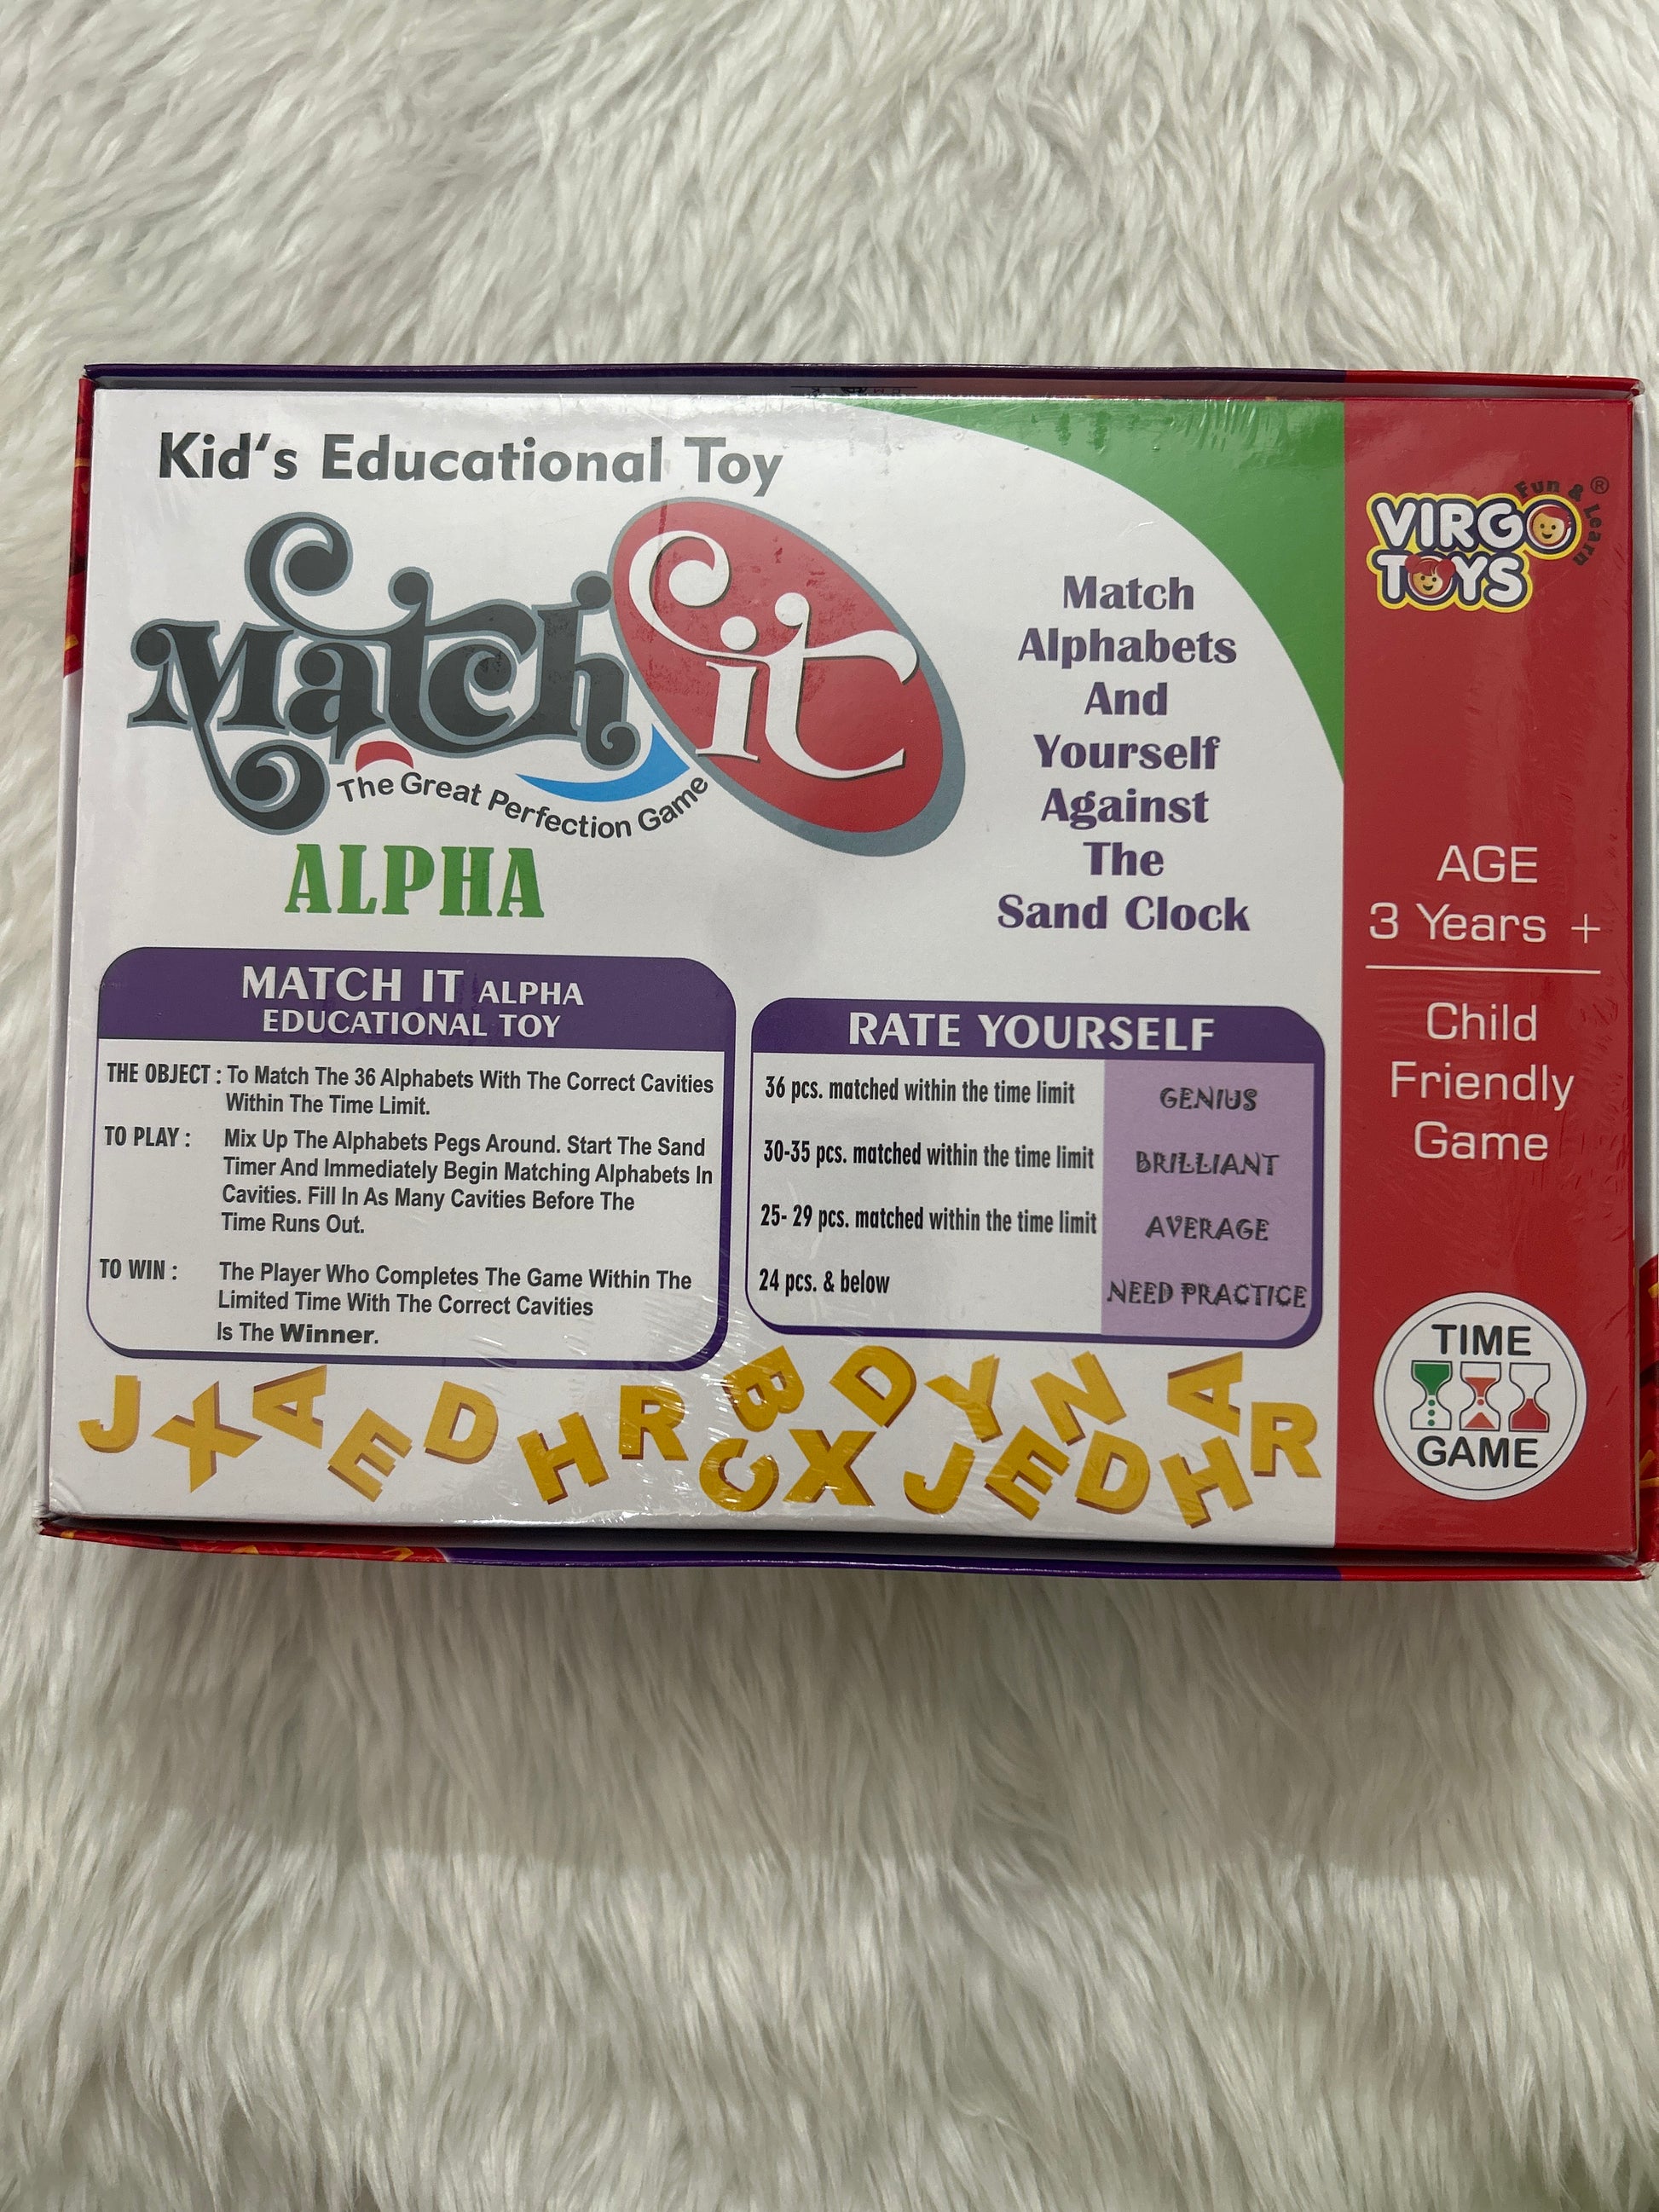 Kid's Educational Toy
Match it
The Great Perfection Game
ALPHA
Match
Alphabets
And
Yourself
Against
The
Sand Clock
VIRGO
TOYS
Fun & Learn ®
AGE
3 Years +
Child
Friendly
Game
MATCH IT ALPHA
EDUCATIONAL TOY
THE OBJECT : To Match The 36 Alphabets With The Correct Cavities
Within The Time Limit.
TO PLAY : Mix Up The Alphabets Pegs Around. Start The Sand
Timer And Immediately Begin Matching Alphabets In
Cavities. Fill In As Many Cavities Before The
Time Runs Out.
TO WIN : The Player Who Completes The Game Within The
Limited Time With The Correct Cavities
Is The Winner.
RATE YOURSELF
36 pcs. matched within the time limit GENIUS
30-35 pcs. matched within the time limit BRILLIANT
25- 29 pcs. matched within the time limit AVERAGE
24 pcs. & below NEED PRACTICE
TIME
GAME
J X A E D H R B C X D Y J E N D A H R